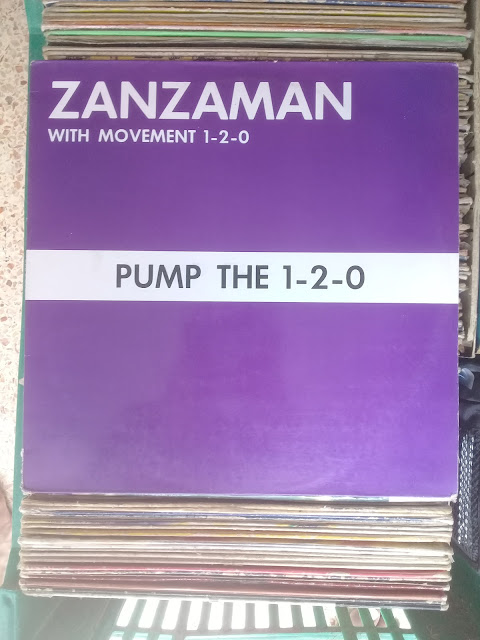 ZANZAMAN
WITH MOVEMENT 1-2-0
PUMP THE 1-2-0